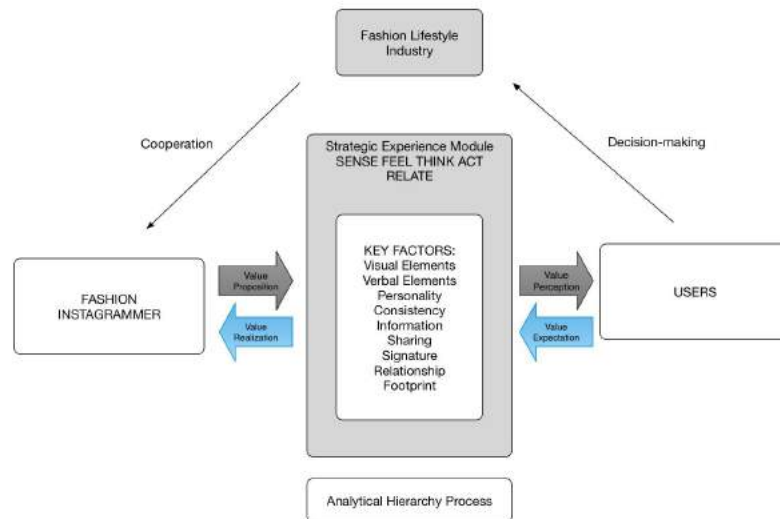 Fashion Lifestyle
Industry
Cooperation
Decision-making
Strategic Experience Module
SENSE FEEL THINK ACT
RELATE
FASHION
INSTAGRAMMER
Value
Proposition
Value
Realization
KEY FACTORS:
Visual Elements
Verbal Elements
Personality
Consistency
Information
Sharing
Signature
Relationship
Footprint
Value
Perception
Value
Expectation
USERS
Analytical Hierarchy Process